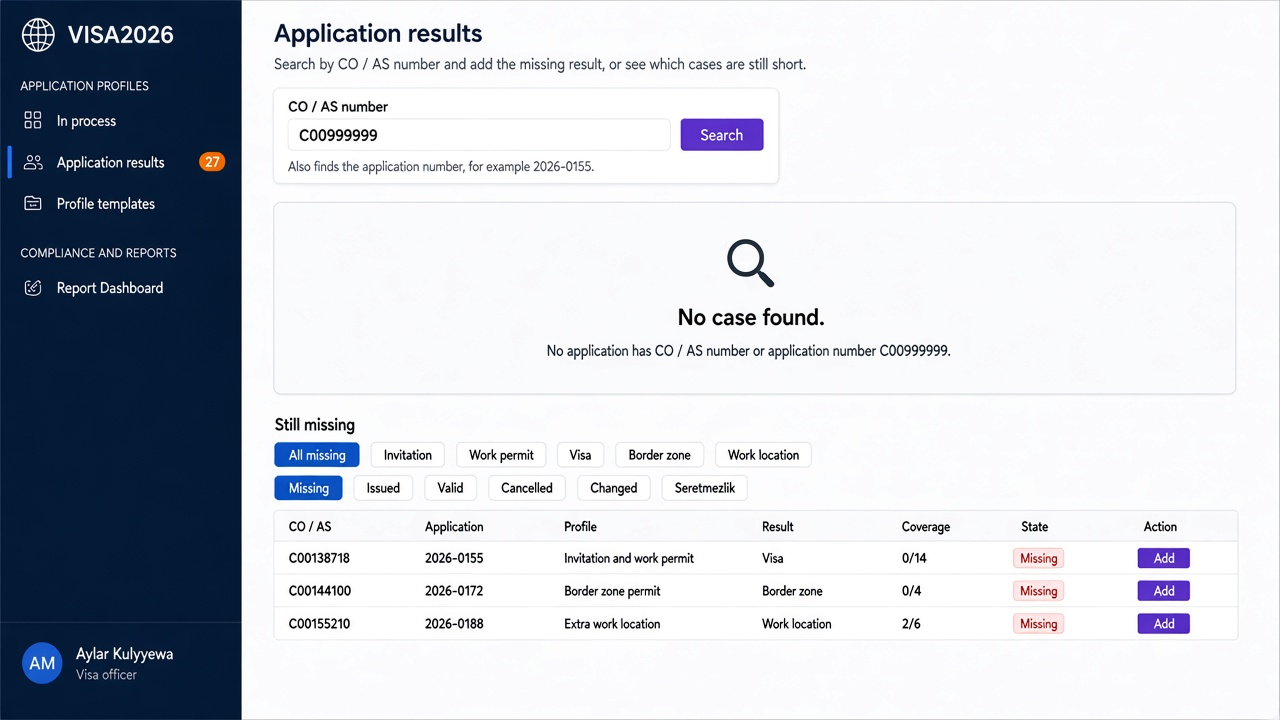 VISA2026
APPLICATION PROFILES
In process
Application results 27
Profile templates
COMPLIANCE AND REPORTS
Report Dashboard
AM
Aylar Kulyyewa
Visa officer
Application results
Search by CO / AS number and add the missing result, or see which cases are still short.
CO / AS number
C00999999 Search
Also finds the application number, for example 2026-0155.
No case found.
No application has CO / AS number or application number C00999999.
Still missing
All missing Invitation Work permit Visa Border zone Work location
Missing Issued Valid Cancelled Changed Seretmezlik
CO / AS Application Profile Result Coverage State Action
C00138718 2026-0155 Invitation and work permit Visa 0/14 Missing Add
C00144100 2026-0172 Border zone permit Border zone 0/4 Missing Add
C00155210 2026-0188 Extra work location Work location 2/6 Missing Add